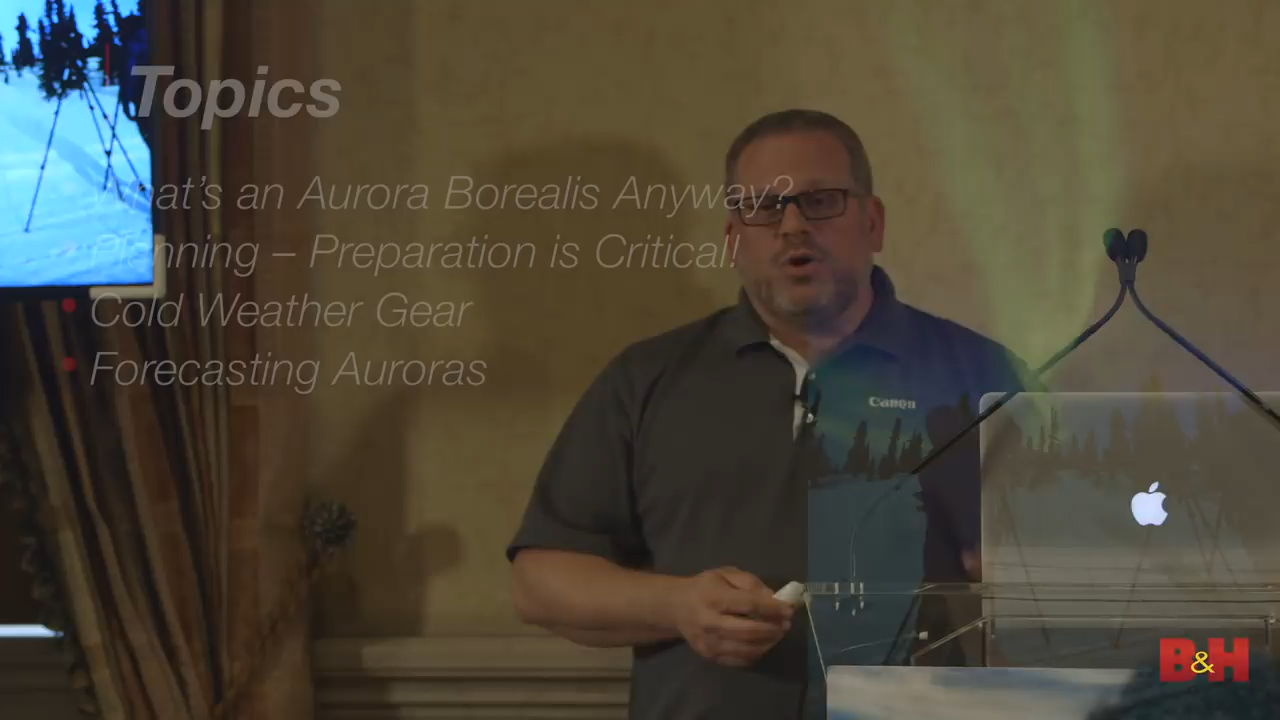 Topics
What's an Aurora Borealis Anyway?
Planning – Preparation is Critical!
Cold Weather Gear
Forecasting Auroras
Canon
B&H